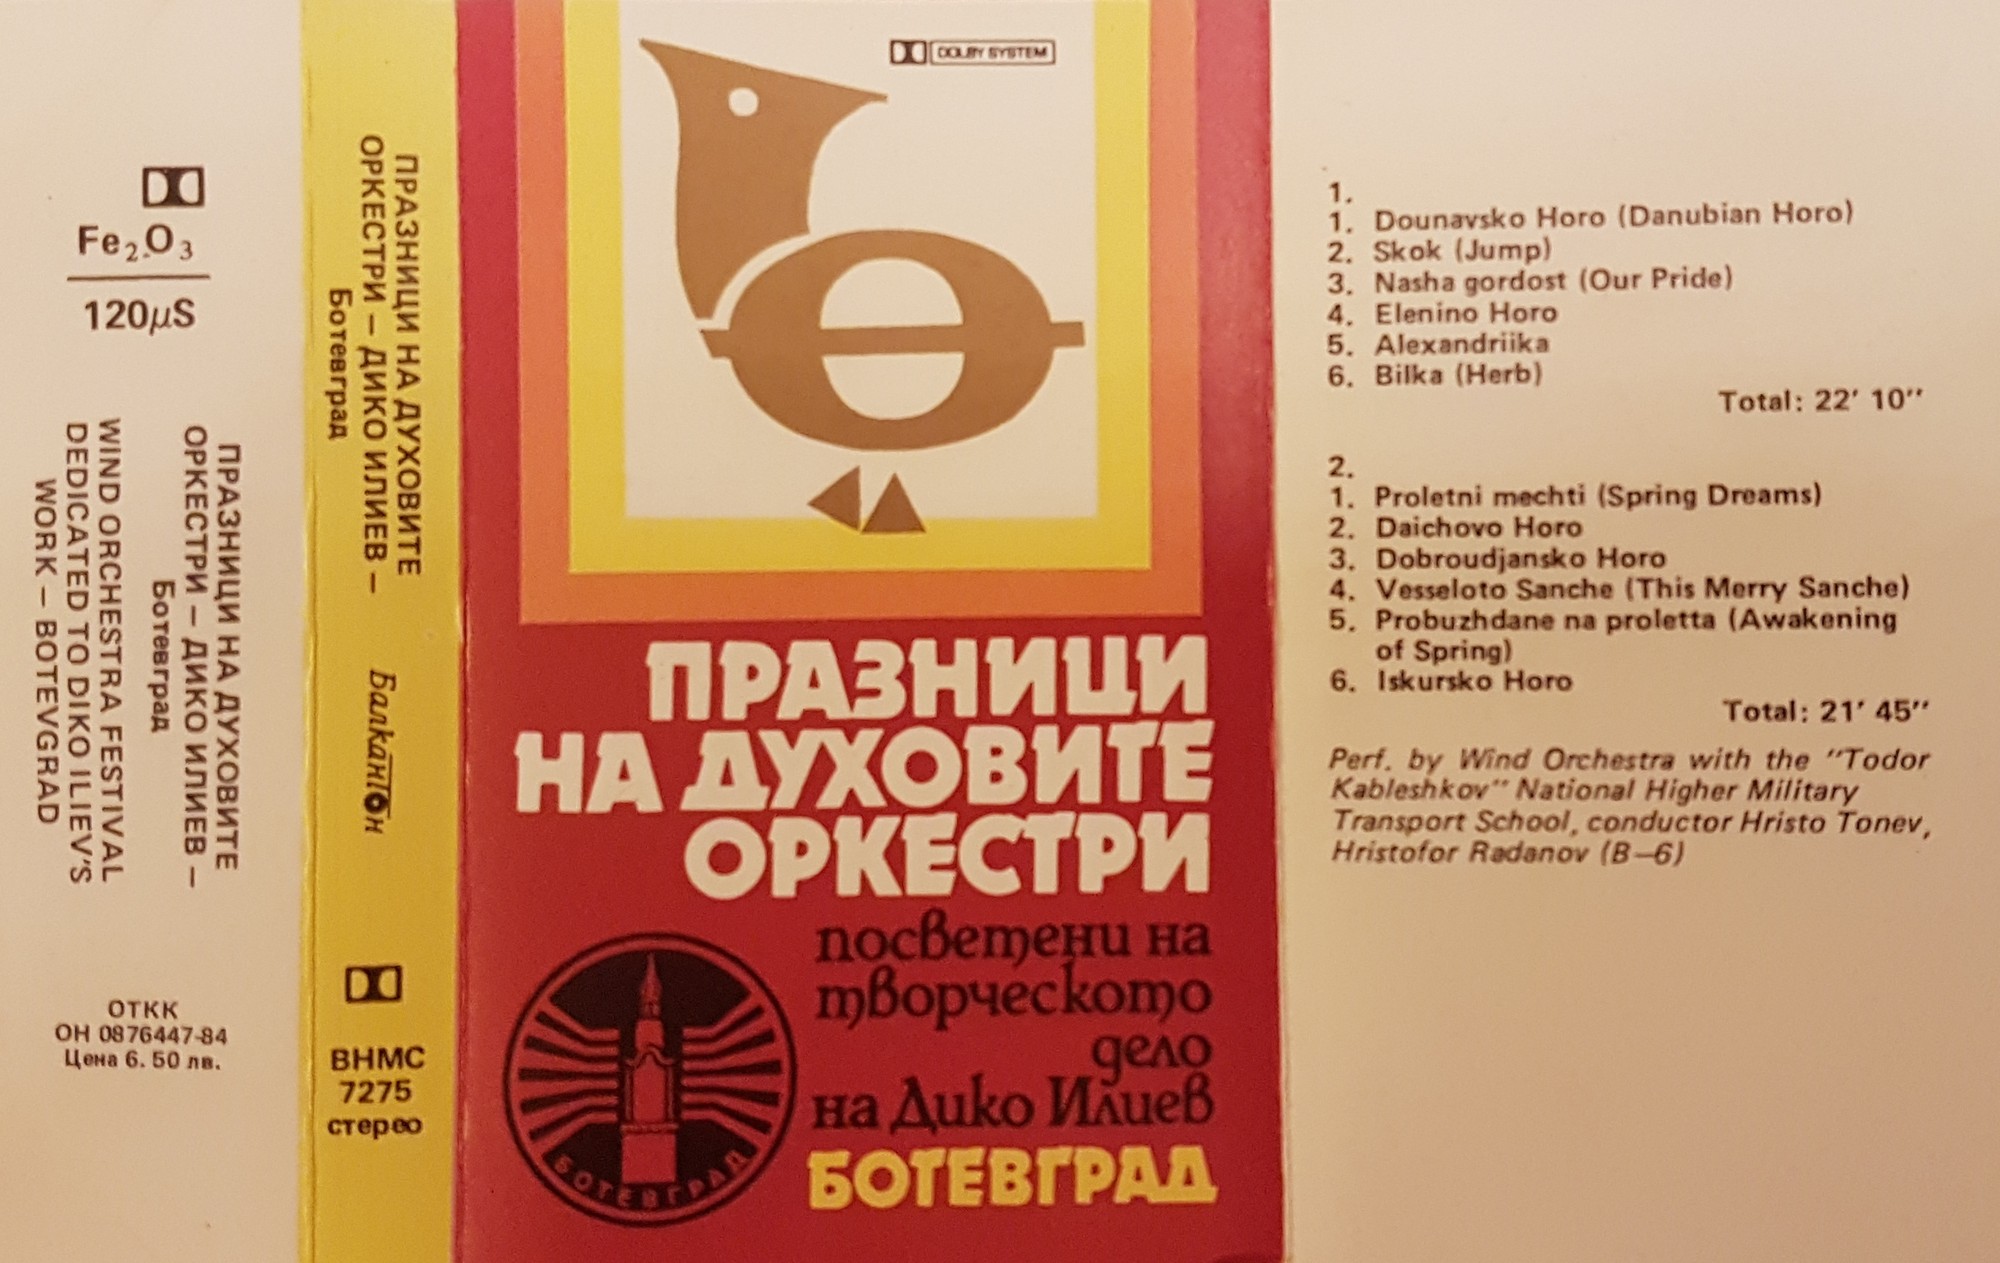 Fe₂O₃
120μS
ПРАЗНИЦИ НА ДУХОВИТЕ
ОРКЕСТРИ – ДИКО ИЛИЕВ –
Ботевград
WIND ORCHESTRA FESTIVAL
DEDICATED TO DIKO ILIEV'S
WORK – BOTEVGRAD
ОТКК
ОН 0876447-84
Цена 6. 50 лв.
ПРАЗНИЦИ НА ДУХОВИТЕ
ОРКЕСТРИ – ДИКО ИЛИЕВ –
Ботевград
Балкантон
ВНМС
7275
стерео
DOLBY SYSTEM
ПРАЗНИЦИ
НА ДУХОВИТЕ
ОРКЕСТРИ
посветени на
творческото
дело
на Дико Илиев
БОТЕВГРАД
БОТЕВГРАД
1.
1. Dounavsko Horo (Danubian Horo)
2. Skok (Jump)
3. Nasha gordost (Our Pride)
4. Elenino Horo
5. Alexandriika
6. Bilka (Herb)
Total: 22' 10''
2.
1. Proletni mechti (Spring Dreams)
2. Daichovo Horo
3. Dobroudjansko Horo
4. Vesseloto Sanche (This Merry Sanche)
5. Probuzhdane na proletta (Awakening
of Spring)
6. Iskursko Horo
Total: 21' 45''
Perf. by Wind Orchestra with the ''Todor
Kableshkov'' National Higher Military
Transport School, conductor Hristo Tonev,
Hristofor Radanov (B–6)